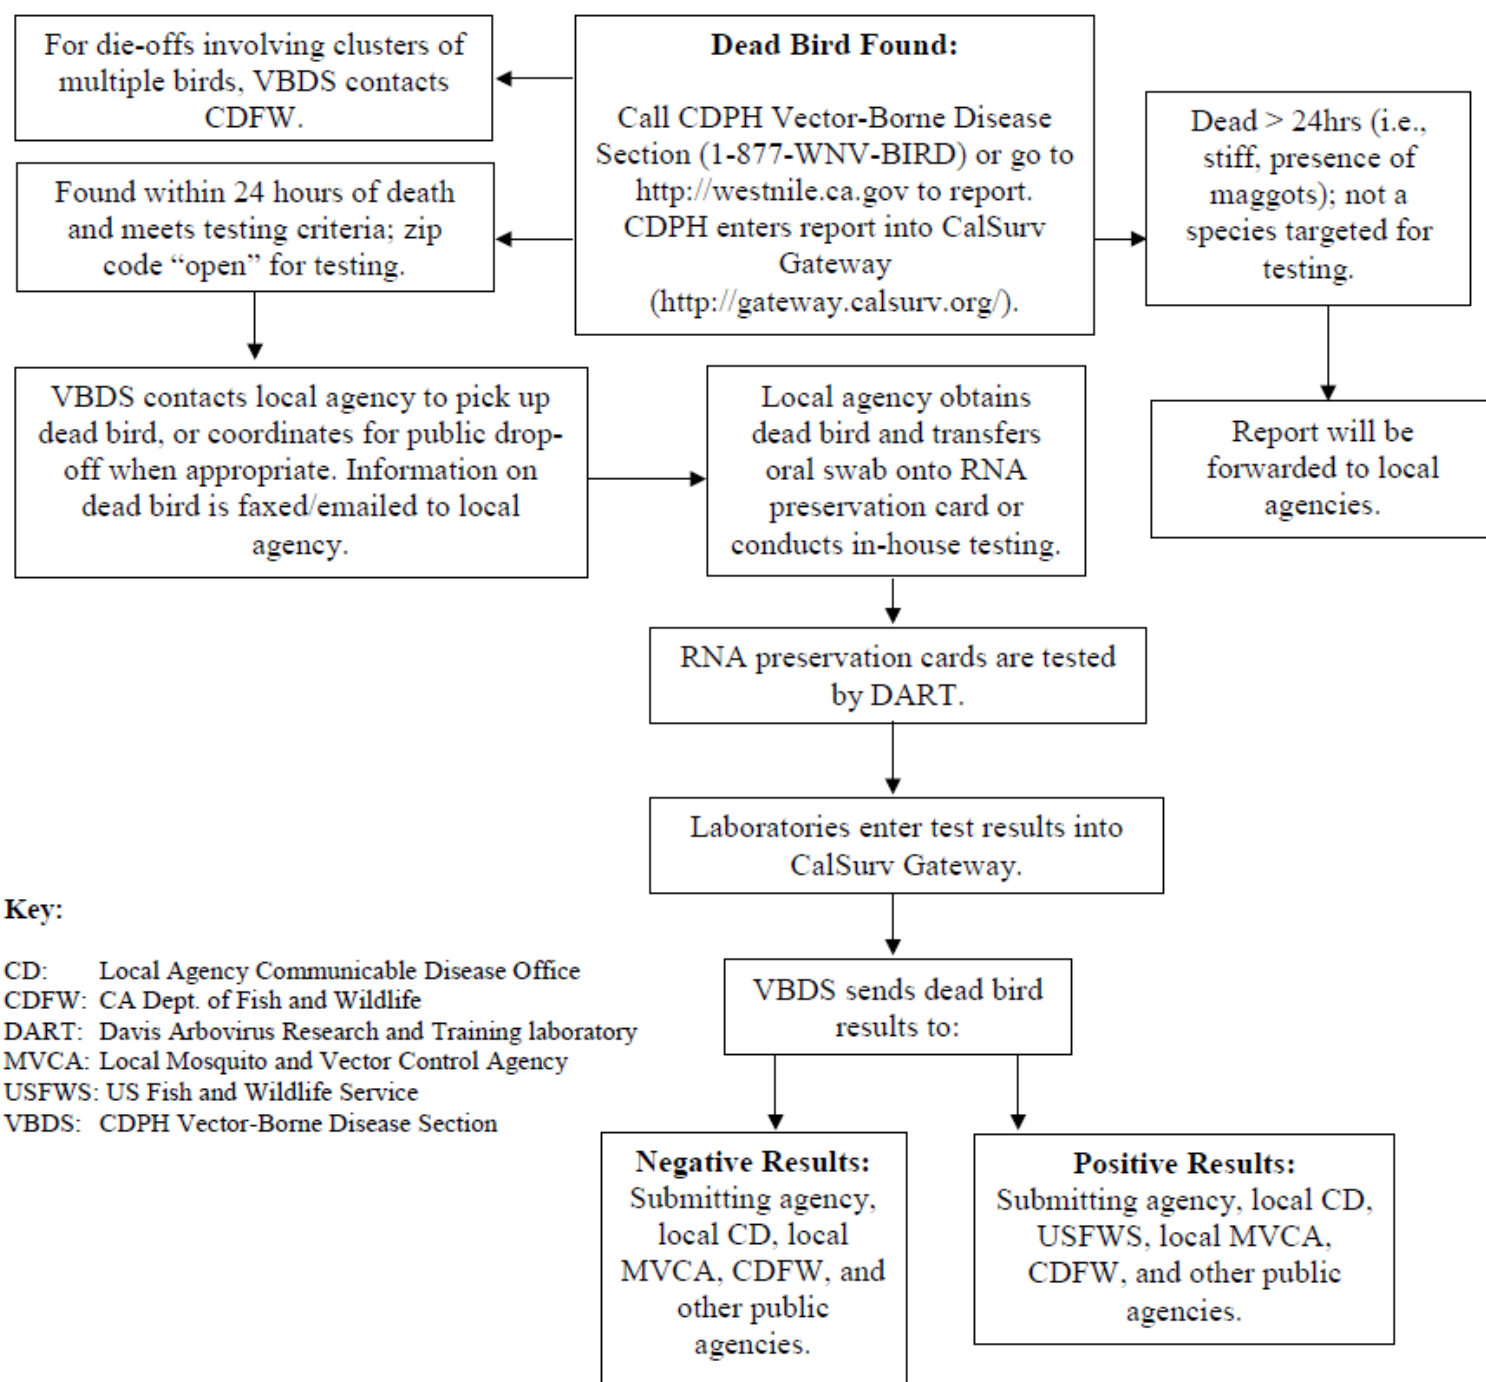 For die-offs involving clusters of
multiple birds, VBDS contacts
CDFW.
Dead Bird Found:
Call CDPH Vector-Borne Disease
Section (1-877-WNV-BIRD) or go to
http://westnile.ca.gov to report.
CDPH enters report into CalSurv
Gateway
(http://gateway.calsurv.org/).
Dead > 24hrs (i.e.,
stiff, presence of
maggots); not a
species targeted for
testing.
Found within 24 hours of death
and meets testing criteria; zip
code “open” for testing.
VBDS contacts local agency to pick up
dead bird, or coordinates for public drop-
off when appropriate. Information on
dead bird is faxed/emailed to local
agency.
Local agency obtains
dead bird and transfers
oral swab onto RNA
preservation card or
conducts in-house testing.
Report will be
forwarded to local
agencies.
RNA preservation cards are tested
by DART.
Laboratories enter test results into
CalSurv Gateway.
VBDS sends dead bird
results to:
Negative Results:
Submitting agency,
local CD, local
MVCA, CDFW, and
other public
agencies.
Positive Results:
Submitting agency, local CD,
USFWS, local MVCA,
CDFW, and other public
agencies.
Key:
CD: Local Agency Communicable Disease Office
CDFW: CA Dept. of Fish and Wildlife
DART: Davis Arbovirus Research and Training laboratory
MVCA: Local Mosquito and Vector Control Agency
USFWS: US Fish and Wildlife Service
VBDS: CDPH Vector-Borne Disease Section